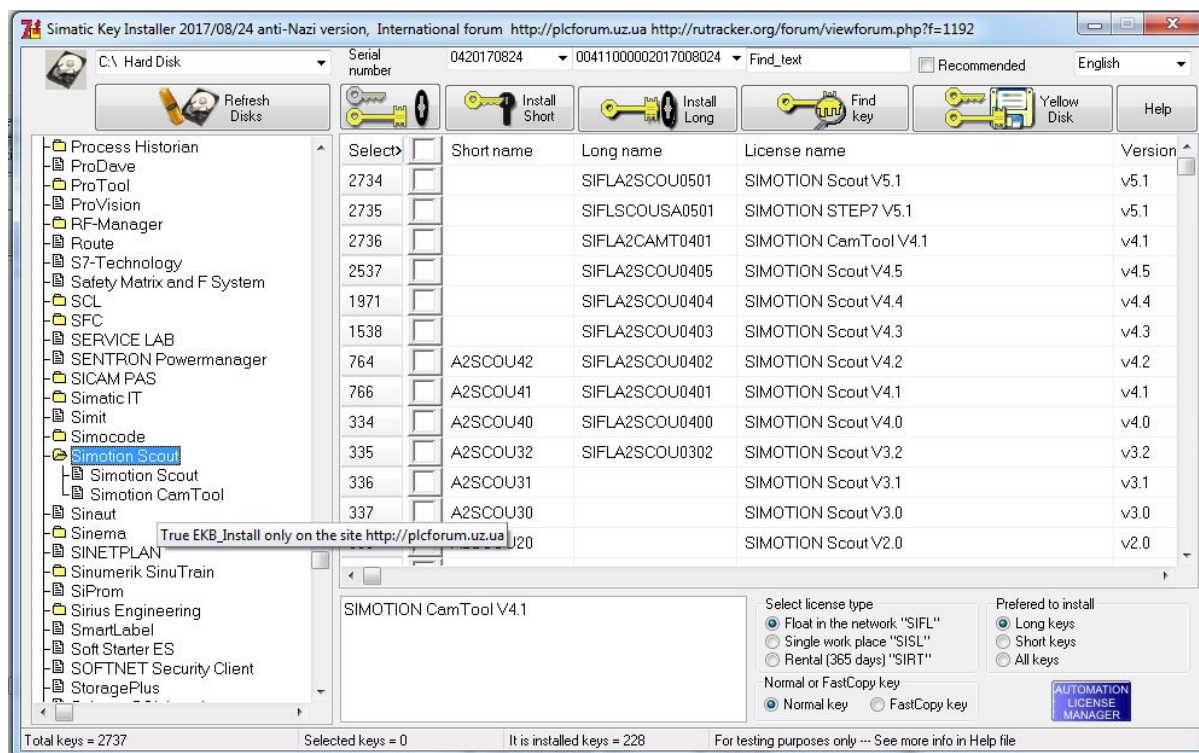 Simatic Key Installer 2017/08/24 anti-Nazi version, International forum http://plcforum.uz.ua http://rutracker.org/forum/viewforum.php?f=1192
C:\ Hard Disk
Serial number
0420170824
00411000002017008024
Find_text
Recommended
English
Refresh Disks
Install Short
Install Long
Find key
Yellow Disk
Help
Process Historian
ProDave
ProTool
ProVision
RF-Manager
Route
S7-Technology
Safety Matrix and F System
SCL
SFC
SERVICE LAB
SENTRON Powermanager
SICAM PAS
Simatic IT
Simit
Simocode
Simotion Scout
Simotion Scout
Simotion CamTool
Sinaut
Sinema
SINETPLAN
Sinumerik SinuTrain
SiProm
Sirius Engineering
SmartLabel
Soft Starter ES
SOFTNET Security Client
StoragePlus
True EKB_Install only on the site http://plcforum.uz.ua
Select> Short name Long name License name Version
2734 SIFLA2SCOU0501 SIMOTION Scout V5.1 v5.1
2735 SIFLSCOUSA0501 SIMOTION STEP7 V5.1 v5.1
2736 SIFLA2CAMT0401 SIMOTION CamTool V4.1 v4.1
2537 SIFLA2SCOU0405 SIMOTION Scout V4.5 v4.5
1971 SIFLA2SCOU0404 SIMOTION Scout V4.4 v4.4
1538 SIFLA2SCOU0403 SIMOTION Scout V4.3 v4.3
764 A2SCOU42 SIFLA2SCOU0402 SIMOTION Scout V4.2 v4.2
766 A2SCOU41 SIFLA2SCOU0401 SIMOTION Scout V4.1 v4.1
334 A2SCOU40 SIFLA2SCOU0400 SIMOTION Scout V4.0 v4.0
335 A2SCOU32 SIFLA2SCOU0302 SIMOTION Scout V3.2 v3.2
336 A2SCOU31 SIMOTION Scout V3.1 v3.1
337 A2SCOU30 SIMOTION Scout V3.0 v3.0
SIMOTION Scout V2.0 v2.0
SIMOTION CamTool V4.1
Select license type
Float in the network "SIFL"
Single work place "SISL"
Rental (365 days) "SIRT"
Normal or FastCopy key
Normal key FastCopy key
Prefered to install
Long keys
Short keys
All keys
AUTOMATION
LICENSE
MANAGER
Total keys = 2737 Selected keys = 0 It is installed keys = 228 For testing purposes only --- See more info in Help file